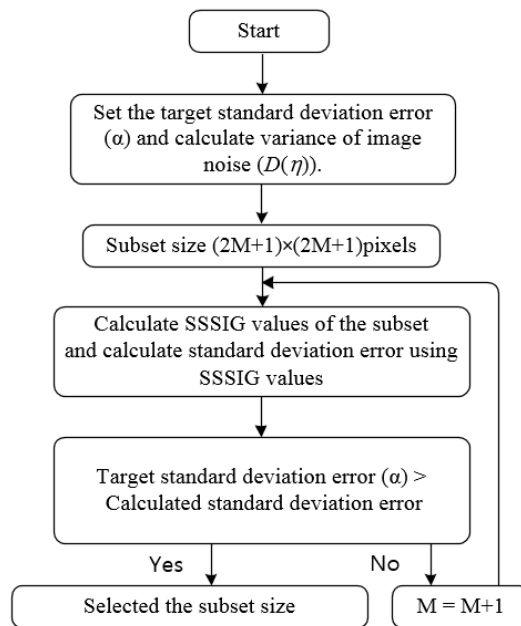 Start
Set the target standard deviation error
(α) and calculate variance of image
noise (D(η)).
Subset size (2M+1)×(2M+1)pixels
Calculate SSSIG values of the subset
and calculate standard deviation error using
SSSIG values
Target standard deviation error (α) >
Calculated standard deviation error
Yes
No
Selected the subset size
M = M+1